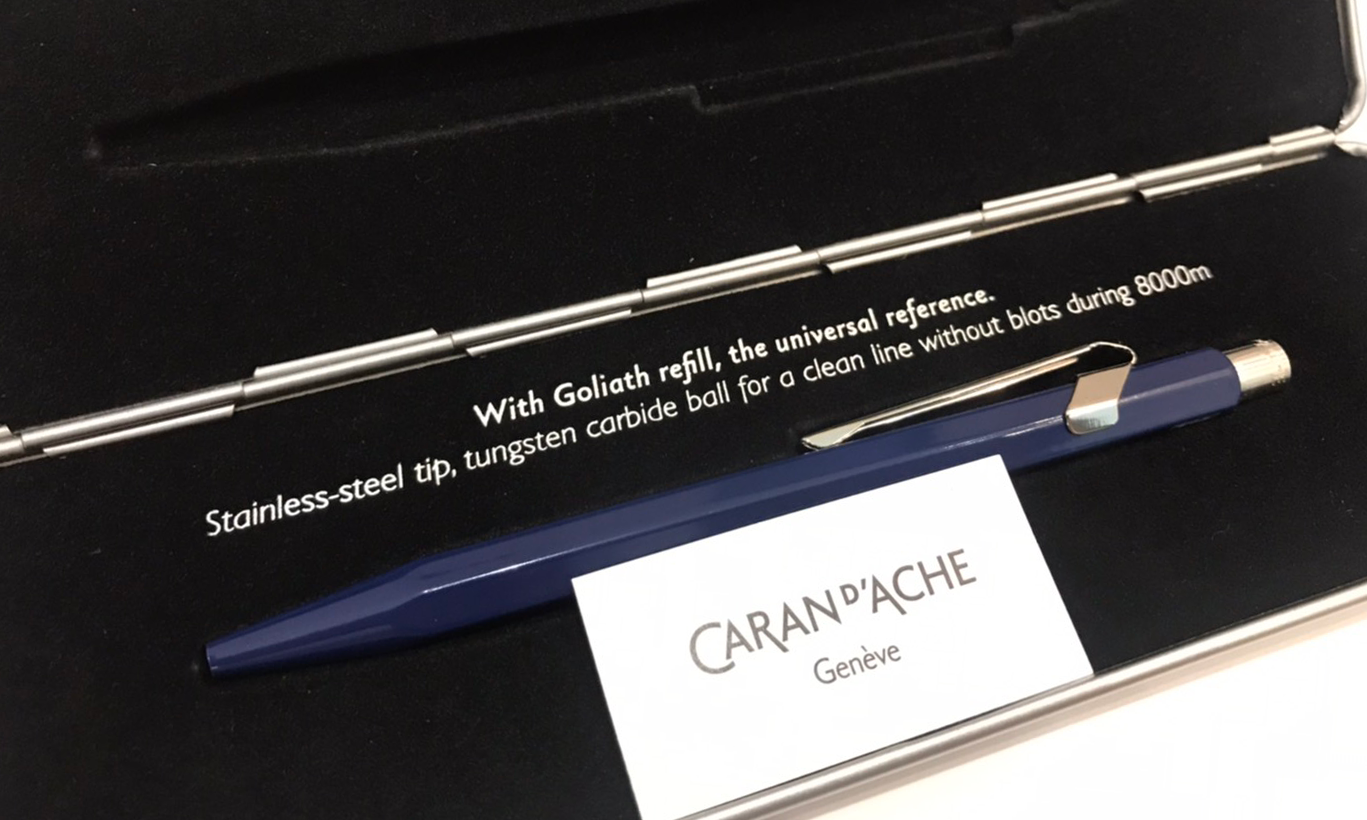 With Goliath refill, the universal reference.
Stainless-steel tip, tungsten carbide ball for a clean line without blots during 8000m
CARAN D'ACHE
Genève